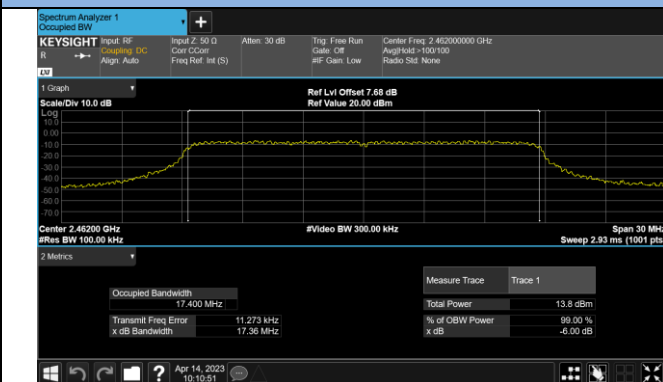 Spectrum Analyzer 1
Occupied BW
+
KEYSIGHT Input: RF Input Z: 50 Ω Atten: 30 dB Trig: Free Run Center Freq: 2.462000000 GHz
R Coupling: DC Corr CCorr Gate: Off Avg|Hold:>100/100
Align: Auto Freq Ref: Int (S) #IF Gain: Low Radio Std: None
1 Graph
Ref Lvl Offset 7.68 dB
Scale/Div 10.0 dB Ref Value 20.00 dBm
Log
10.0
0.00
-10.0
-20.0
-30.0
-40.0
-50.0
-60.0
-70.0
Center 2.46200 GHz #Video BW 300.00 kHz Span 30 MHz
#Res BW 100.00 kHz Sweep 2.93 ms (1001 pts
2 Metrics
Measure Trace Trace 1
Occupied Bandwidth
17.400 MHz Total Power 13.8 dBm
Transmit Freq Error 11.273 kHz % of OBW Power 99.00 %
x dB Bandwidth 17.36 MHz x dB -6.00 dB
? Apr 14, 2023
10:10:51